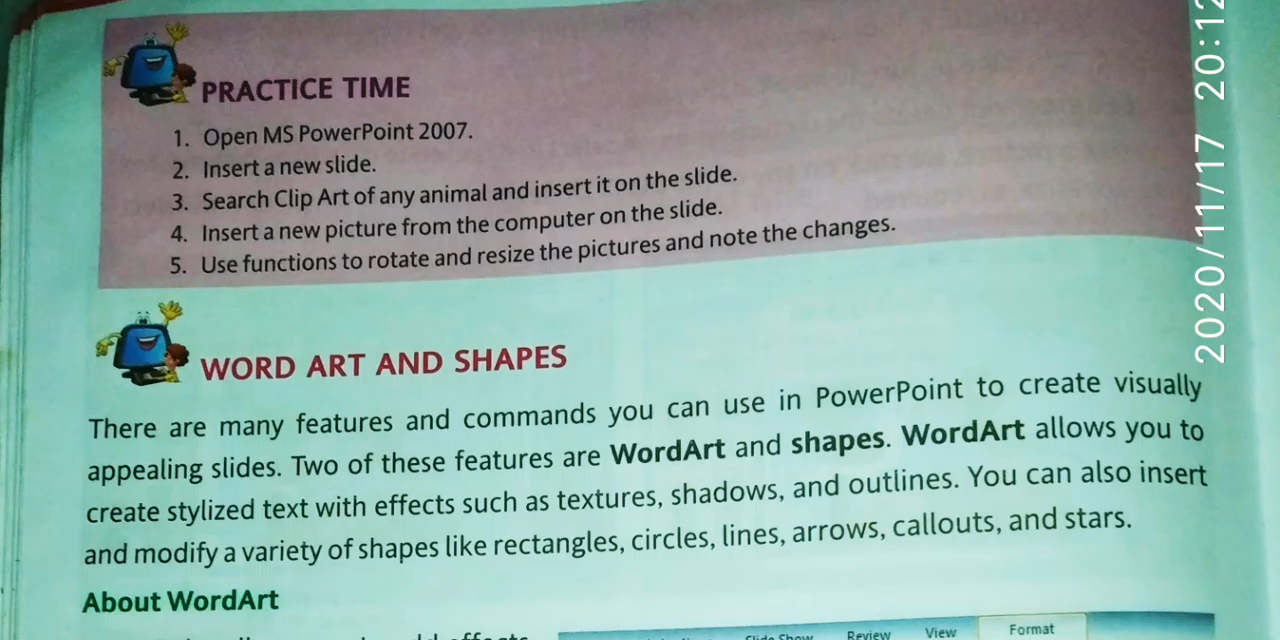 PRACTICE TIME
1. Open MS PowerPoint 2007.
2. Insert a new slide.
3. Search Clip Art of any animal and insert it on the slide.
4. Insert a new picture from the computer on the slide.
5. Use functions to rotate and resize the pictures and note the changes.
WORD ART AND SHAPES
There are many features and commands you can use in PowerPoint to create visually
appealing slides. Two of these features are WordArt and shapes. WordArt allows you to
create stylized text with effects such as textures, shadows, and outlines. You can also insert
and modify a variety of shapes like rectangles, circles, lines, arrows, callouts, and stars.
About WordArt
effects
Slide Show Review View Format
2020/11/17 20:12